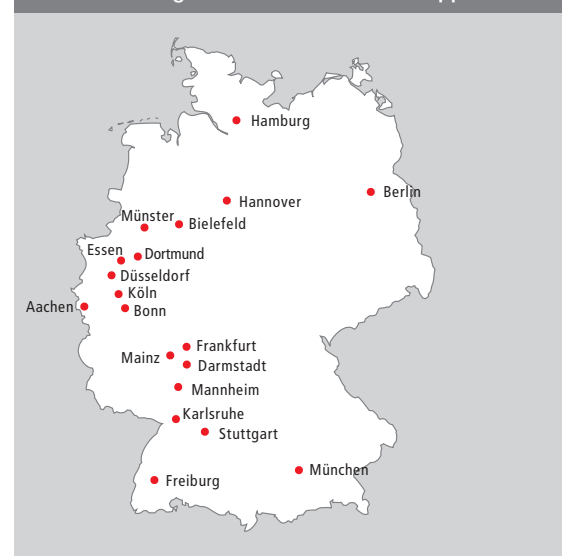 Hamburg
Berlin
Hannover
Münster
Bielefeld
Essen
Dortmund
Düsseldorf
Köln
Aachen
Bonn
Frankfurt
Mainz
Darmstadt
Mannheim
Karlsruhe
Stuttgart
München
Freiburg